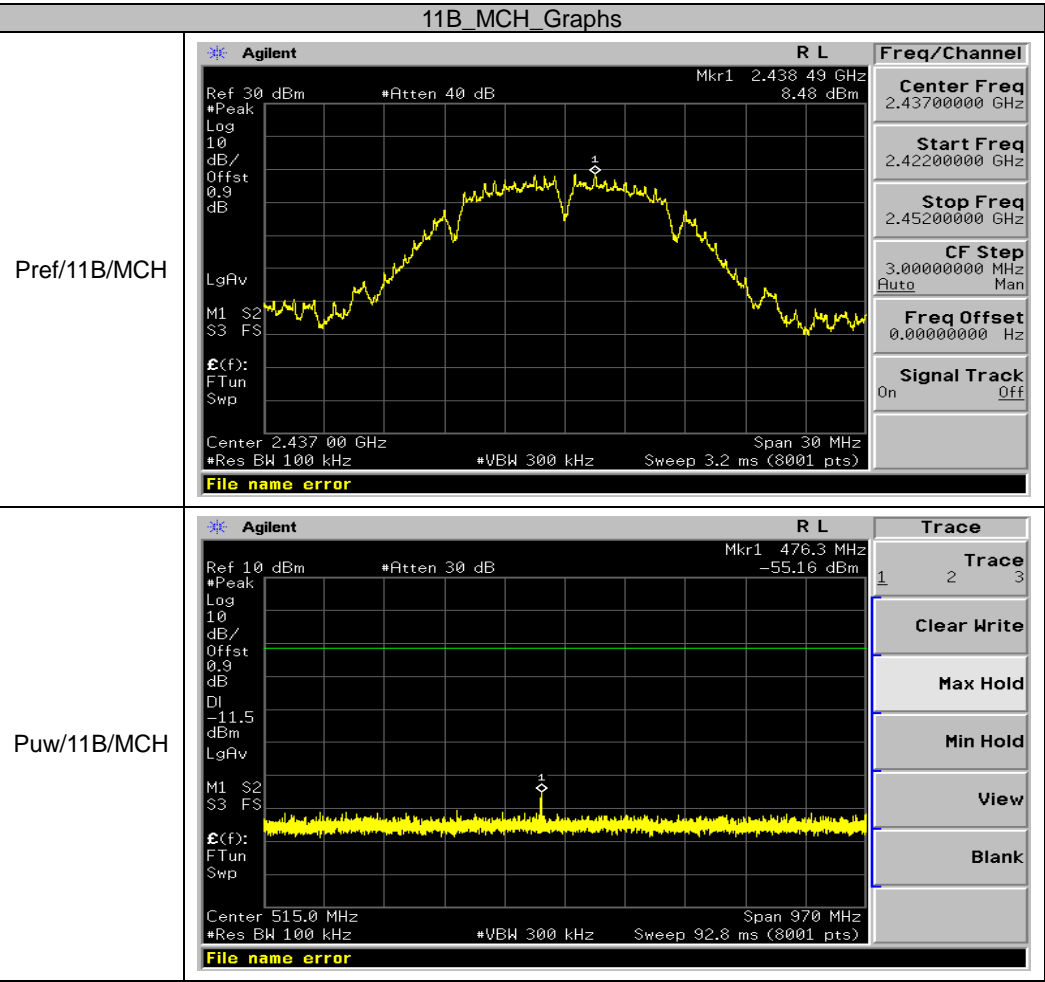 11B_MCH_Graphs
Pref/11B/MCH
Agilent
R L
Freq/Channel
Mkr1 2.438 49 GHz
Ref 30 dBm #Atten 40 dB 8.48 dBm
#Peak
Log
10
dB/
Offst
0.9
dB
LgAv
M1 S2
S3 FS
£(f):
FTun
Swp
1
Center 2.437 00 GHz Span 30 MHz
#Res BW 100 kHz #VBW 300 kHz Sweep 3.2 ms (8001 pts)
File name error
Center Freq
2.43700000 GHz
Start Freq
2.42200000 GHz
Stop Freq
2.45200000 GHz
CF Step
3.00000000 MHz
Auto Man
Freq Offset
0.00000000 Hz
Signal Track
On Off
Puw/11B/MCH
Agilent
R L
Trace
Mkr1 476.3 MHz
Ref 10 dBm #Atten 30 dB −55.16 dBm
#Peak
Log
10
dB/
Offst
0.9
dB
DI
−11.5
dBm
LgAv
M1 S2
S3 FS
£(f):
FTun
Swp
1
Center 515.0 MHz Span 970 MHz
#Res BW 100 kHz #VBW 300 kHz Sweep 92.8 ms (8001 pts)
File name error
Trace
1 2 3
Clear Write
Max Hold
Min Hold
View
Blank